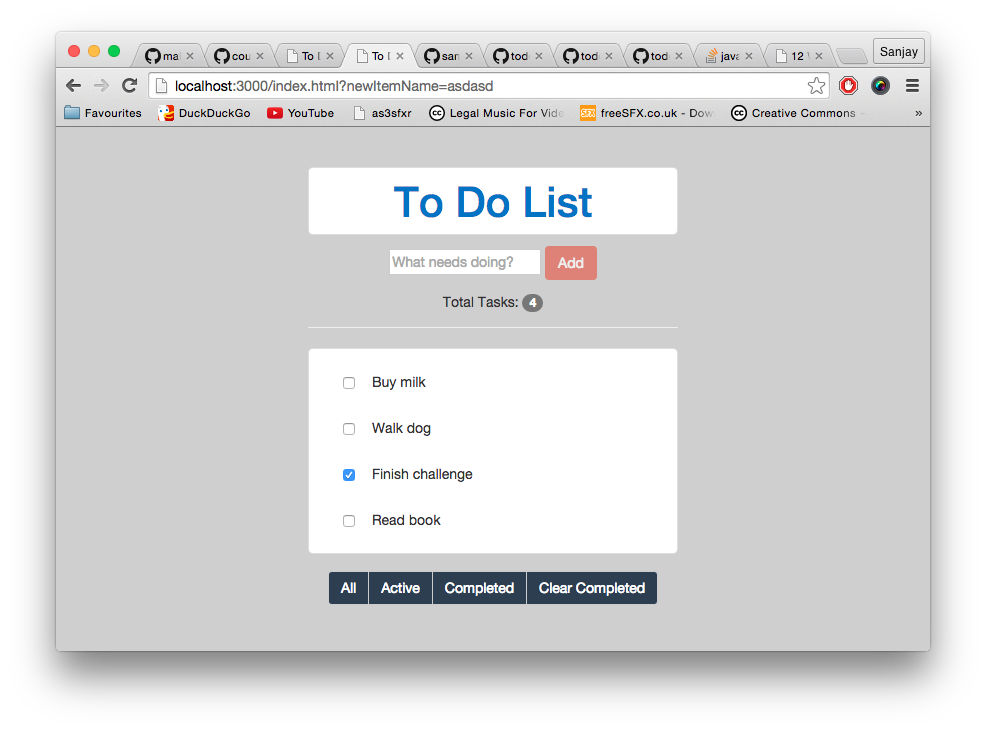 mai cou To D To D san tod tod tod java 12 Sanjay
localhost:3000/index.html?newItemName=asdasd
Favourites DuckDuckGo YouTube as3sfxr Legal Music For Vide freeSFX.co.uk - Dow Creative Commons - »
To Do List
What needs doing? Add
Total Tasks: 4
Buy milk
Walk dog
Finish challenge
Read book
All Active Completed Clear Completed